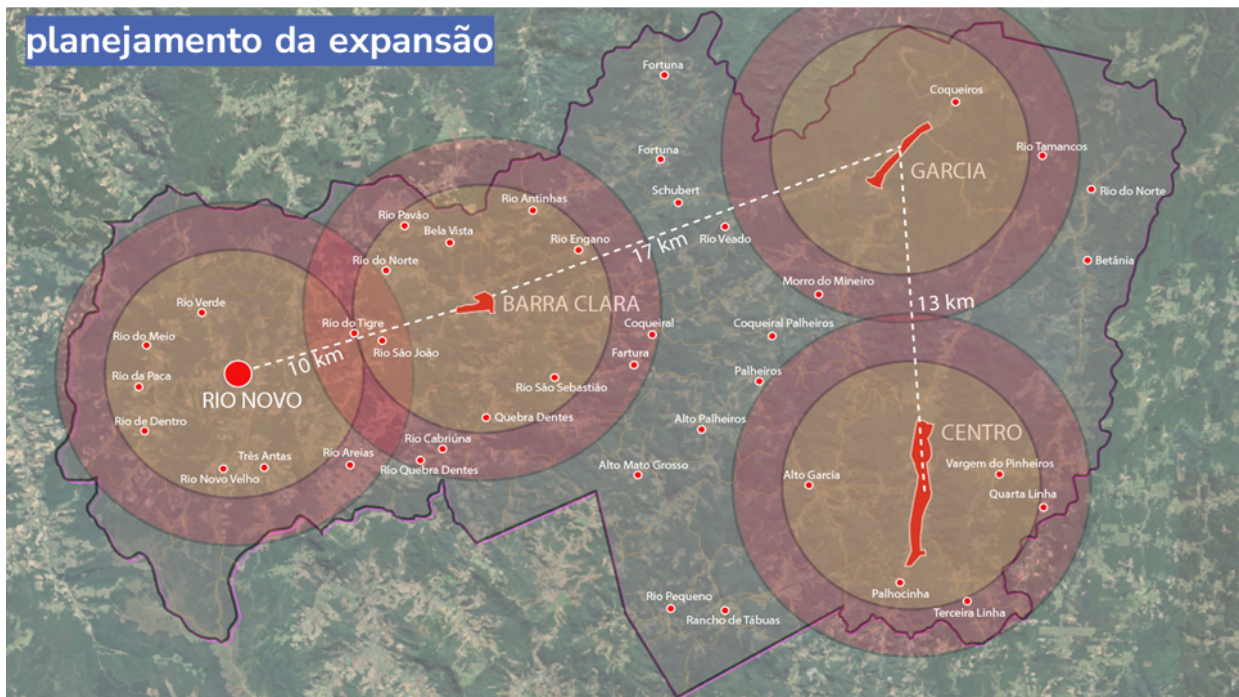 planejamento da expansão
Fortuna
Coqueiros
Fortuna
Rio Tamancos
GARCIA
Schubert
Rio do Norte
Rio Antinhas
Rio Pavão
Bela Vista
Rio Veado
Rio Engano
17 km
Rio do Norte
Betânia
Morro do Mineiro
Rio Verde
BARRA CLARA
13 km
Rio do Tigre
Coqueiral
Coqueiral Palheiros
Rio do Meio
Rio São João
10 km
Fartura
Rio da Paca
Palheiros
Rio São Sebastião
RIO NOVO
Rio de Dentro
Quebra Dentes
Alto Palheiros
CENTRO
Rio Cabriúna
Rio Areias
Três Antas
Rio Novo Velho
Rio Quebra Dentes
Alto Mato Grosso
Alto Garcia
Vargem do Pinheiros
Quarta Linha
Palhocinha
Rio Pequeno
Rancho de Tábuas
Terceira Linha